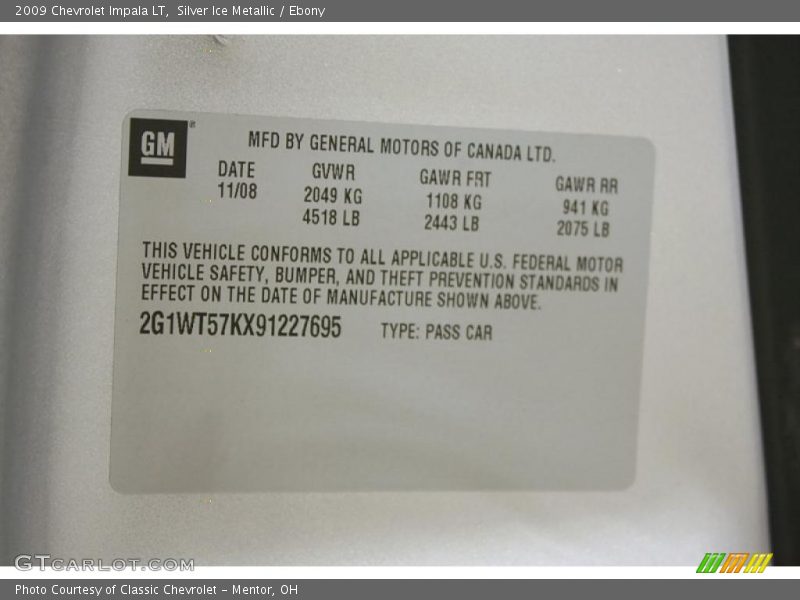 2009 Chevrolet Impala LT, Silver Ice Metallic / Ebony
GM®
MFD BY GENERAL MOTORS OF CANADA LTD.
DATE GVWR GAWR FRT GAWR RR
11/08 2049 KG 1108 KG 941 KG
4518 LB 2443 LB 2075 LB
THIS VEHICLE CONFORMS TO ALL APPLICABLE U.S. FEDERAL MOTOR
VEHICLE SAFETY, BUMPER, AND THEFT PREVENTION STANDARDS IN
EFFECT ON THE DATE OF MANUFACTURE SHOWN ABOVE.
2G1WT57KX91227695 TYPE: PASS CAR
GTCARLOT.COM
Photo Courtesy of Classic Chevrolet - Mentor, OH